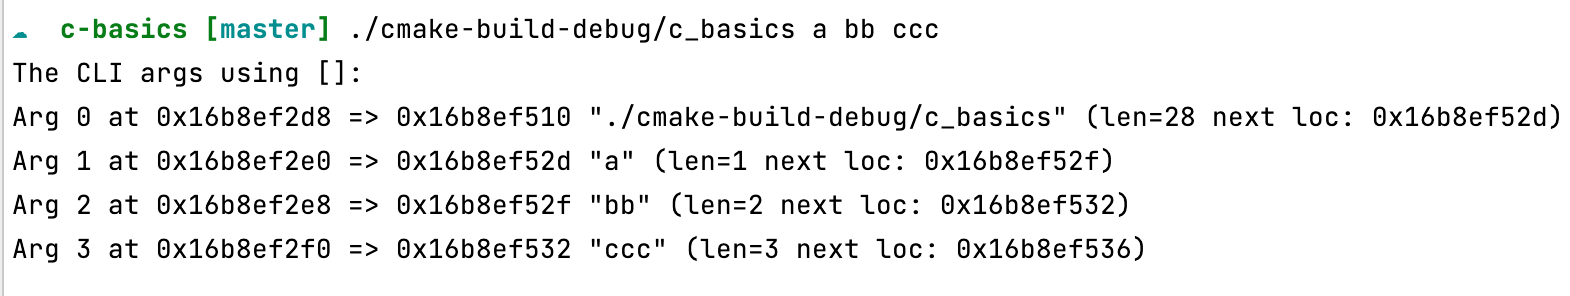 c-basics [master] ./cmake-build-debug/c_basics a bb ccc
The CLI args using []:
Arg 0 at 0x16b8ef2d8 => 0x16b8ef510 "./cmake-build-debug/c_basics" (len=28 next loc: 0x16b8ef52d)
Arg 1 at 0x16b8ef2e0 => 0x16b8ef52d "a" (len=1 next loc: 0x16b8ef52f)
Arg 2 at 0x16b8ef2e8 => 0x16b8ef52f "bb" (len=2 next loc: 0x16b8ef532)
Arg 3 at 0x16b8ef2f0 => 0x16b8ef532 "ccc" (len=3 next loc: 0x16b8ef536)